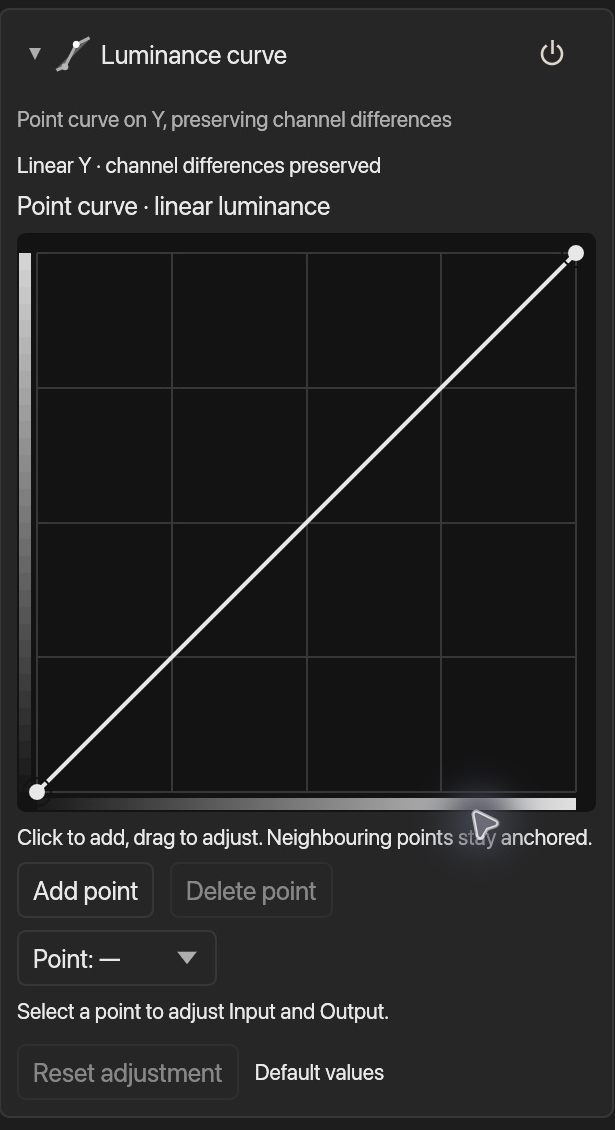 Luminance curve
Point curve on Y, preserving channel differences
Linear Y · channel differences preserved
Point curve · linear luminance
Click to add, drag to adjust. Neighbouring points stay anchored.
Add point Delete point
Point: —
Select a point to adjust Input and Output.
Reset adjustment Default values